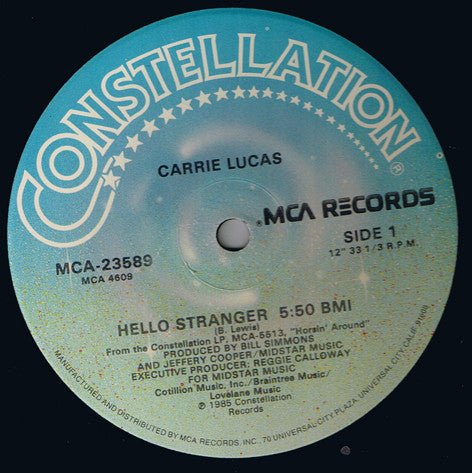 CONSTELLATION®
CARRIE LUCAS
®MCA RECORDS
MCA-23589
MCA 4609
SIDE 1
12" 33 1/3 R.P.M.
HELLO STRANGER 5:50 BMI
(B. Lewis)
From the Constellation LP, MCA-5513, "Horsin' Around"
PRODUCED BY BILL SIMMONS
AND JEFFERY COOPER/MIDSTAR MUSIC
EXECUTIVE PRODUCER: REGGIE CALLOWAY
FOR MIDSTAR MUSIC
Cotillion Music, Inc./Braintree Music/
Lovelane Music
℗ 1985 Constellation
Records
MANUFACTURED AND DISTRIBUTED BY MCA RECORDS, INC., 70 UNIVERSAL CITY PLAZA, UNIVERSAL CITY, CALIF.